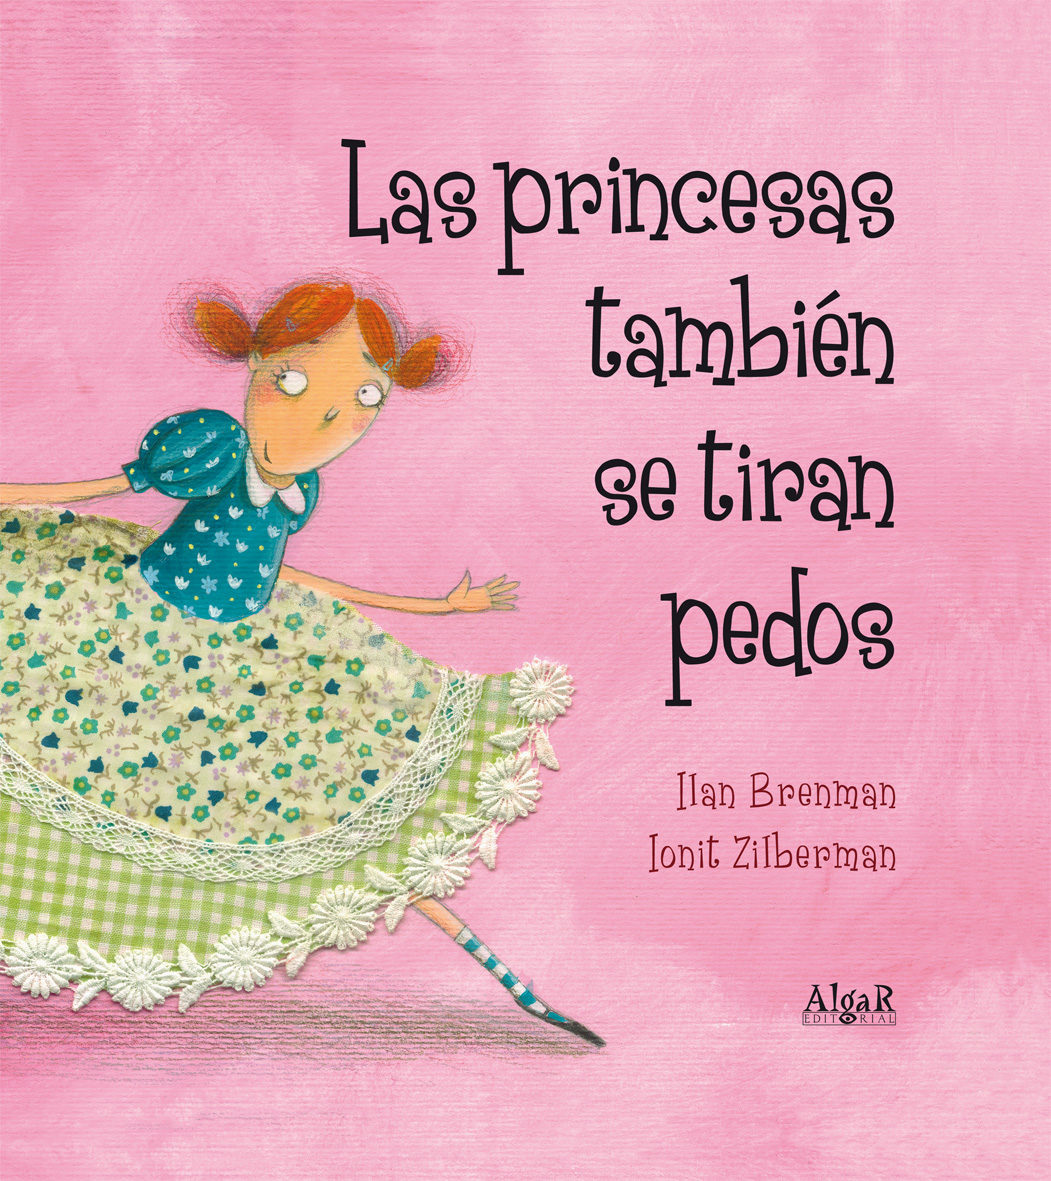 Las princesas
también
se tiran
pedos
Ilan Brenman
Ionit Zilberman
AlgaR
EDITORIAL